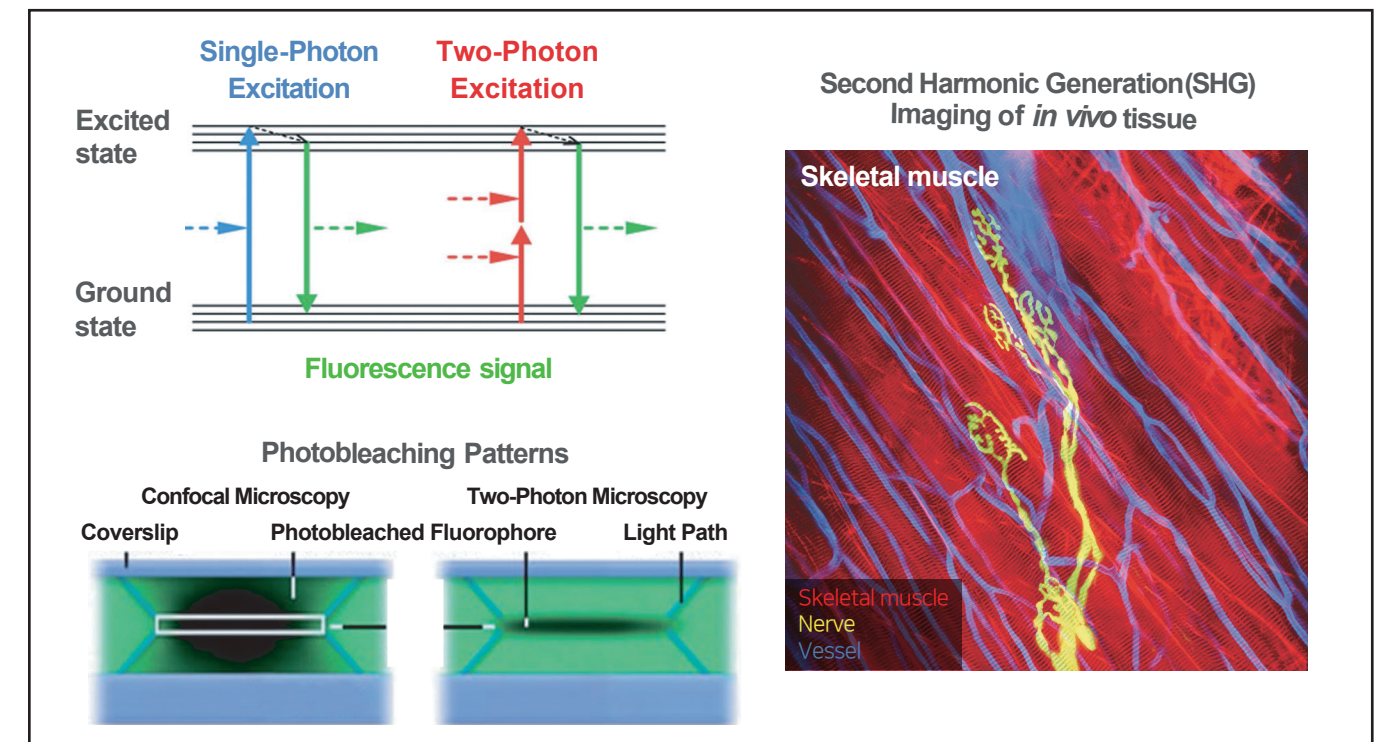 Single-Photon
Excitation
Two-Photon
Excitation
Excited
state
Ground
state
Fluorescence signal
Photobleaching Patterns
Confocal Microscopy
Two-Photon Microscopy
Coverslip
Photobleached Fluorophore
Light Path
Second Harmonic Generation(SHG)
Imaging of in vivo tissue
Skeletal muscle
Skeletal muscle
Nerve
Vessel